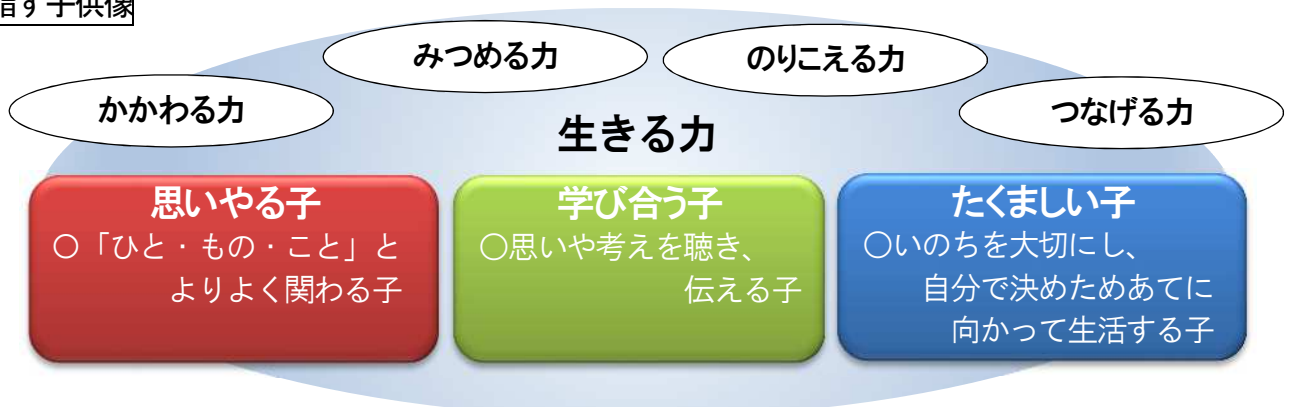 指す子供像
みつめる力
のりこえる力
かかわる力
つなげる力
生きる力
思いやる子
○「ひと・もの・こと」と
よりよく関わる子
学び合う子
○思いや考えを聴き、
伝える子
たくましい子
○いのちを大切にし、
自分で決めためあてに
向かって生活する子